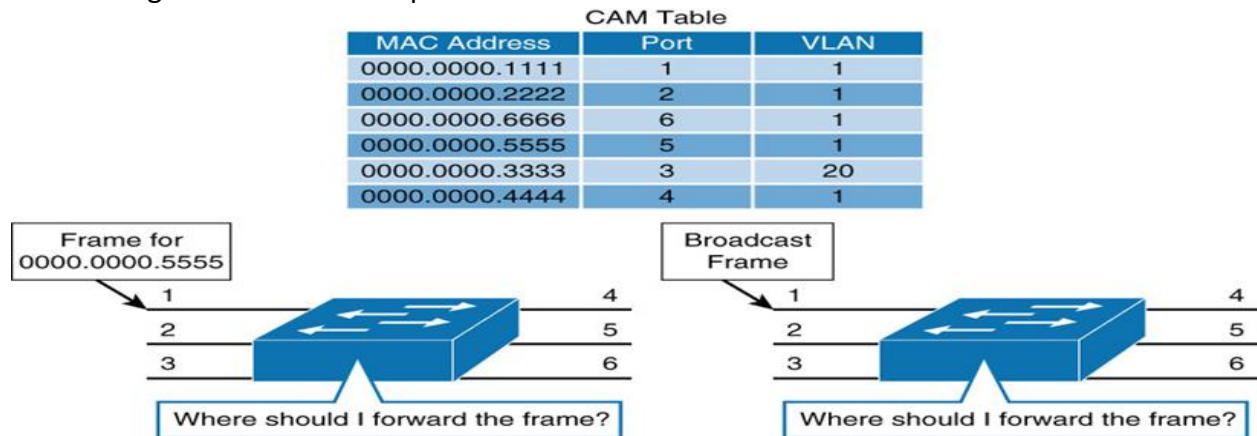 CAM Table
MAC Address Port VLAN
0000.0000.1111 1 1
0000.0000.2222 2 1
0000.0000.6666 6 1
0000.0000.5555 5 1
0000.0000.3333 3 20
0000.0000.4444 4 1
Frame for
0000.0000.5555
1 4
2 5
3 6
Where should I forward the frame?
Broadcast
Frame
1 4
2 5
3 6
Where should I forward the frame?